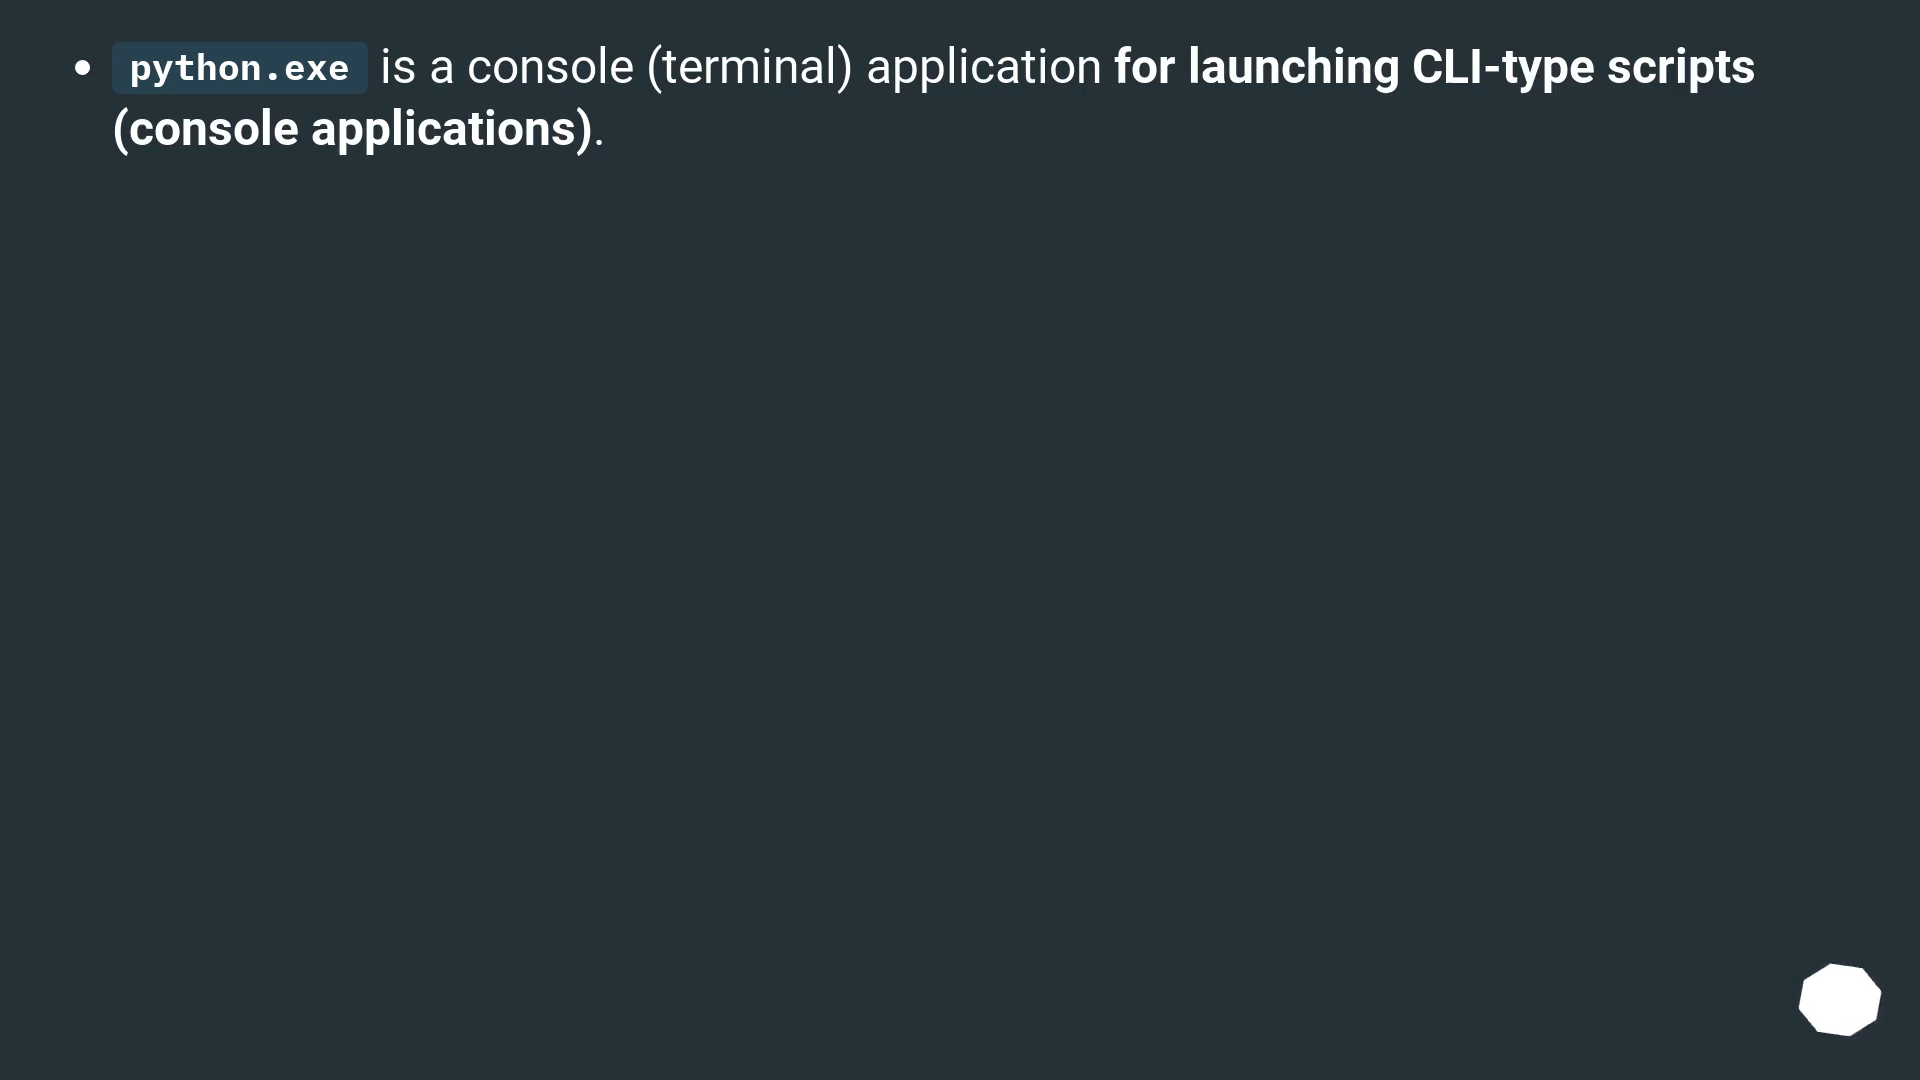 • python.exe is a console (terminal) application for launching CLI-type scripts
(console applications).